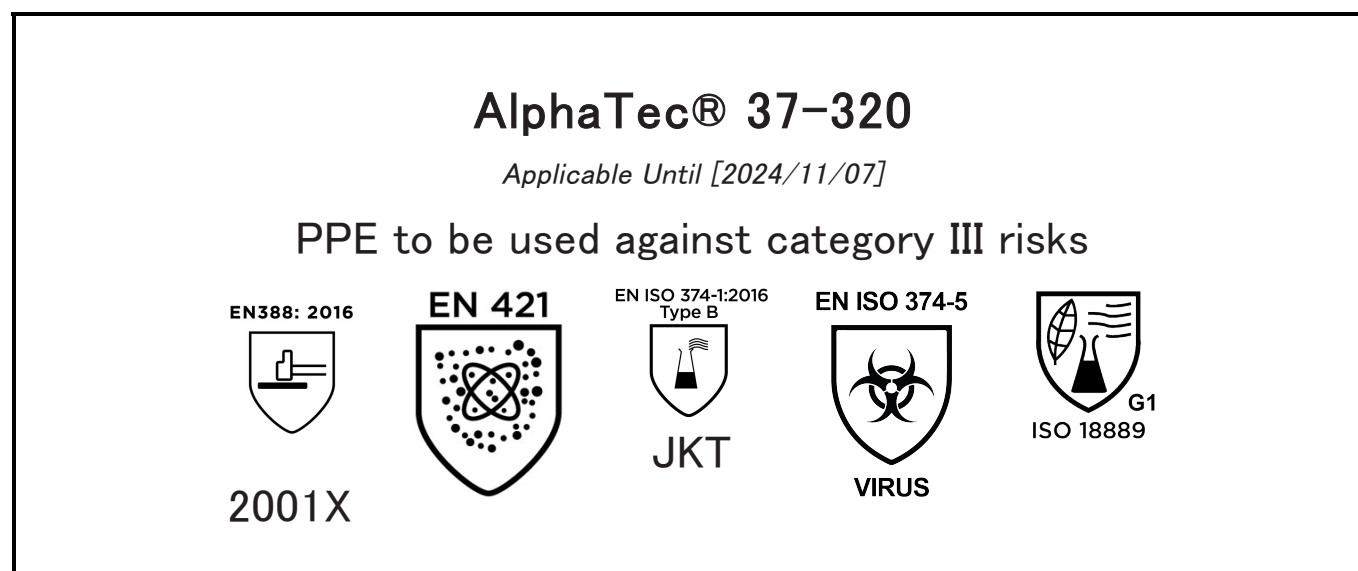 AlphaTec® 37-320
Applicable Until [2024/11/07]
PPE to be used against category III risks
EN388: 2016
2001X
EN 421
EN ISO 374-1:2016
Type B
JKT
EN ISO 374-5
VIRUS
G1
ISO 18889